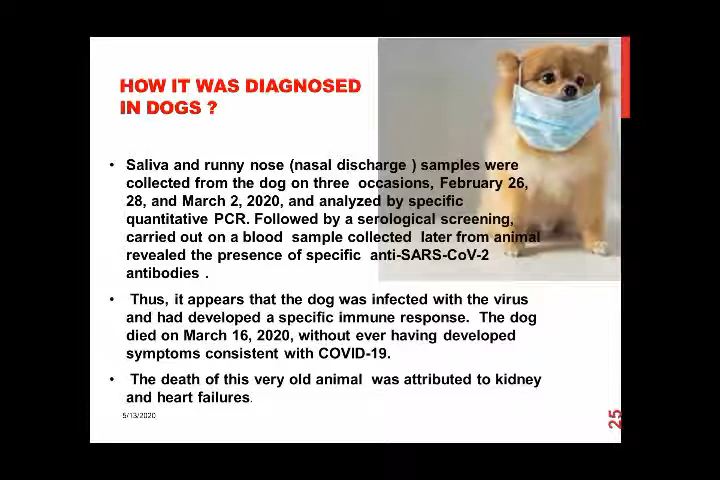 HOW IT WAS DIAGNOSED
IN DOGS ?
• Saliva and runny nose (nasal discharge ) samples were
collected from the dog on three occasions, February 26,
28, and March 2, 2020, and analyzed by specific
quantitative PCR. Followed by a serological screening,
carried out on a blood sample collected later from animal
revealed the presence of specific anti-SARS-CoV-2
antibodies .
• Thus, it appears that the dog was infected with the virus
and had developed a specific immune response. The dog
died on March 16, 2020, without ever having developed
symptoms consistent with COVID-19.
• The death of this very old animal was attributed to kidney
and heart failures.
5/13/2020
25